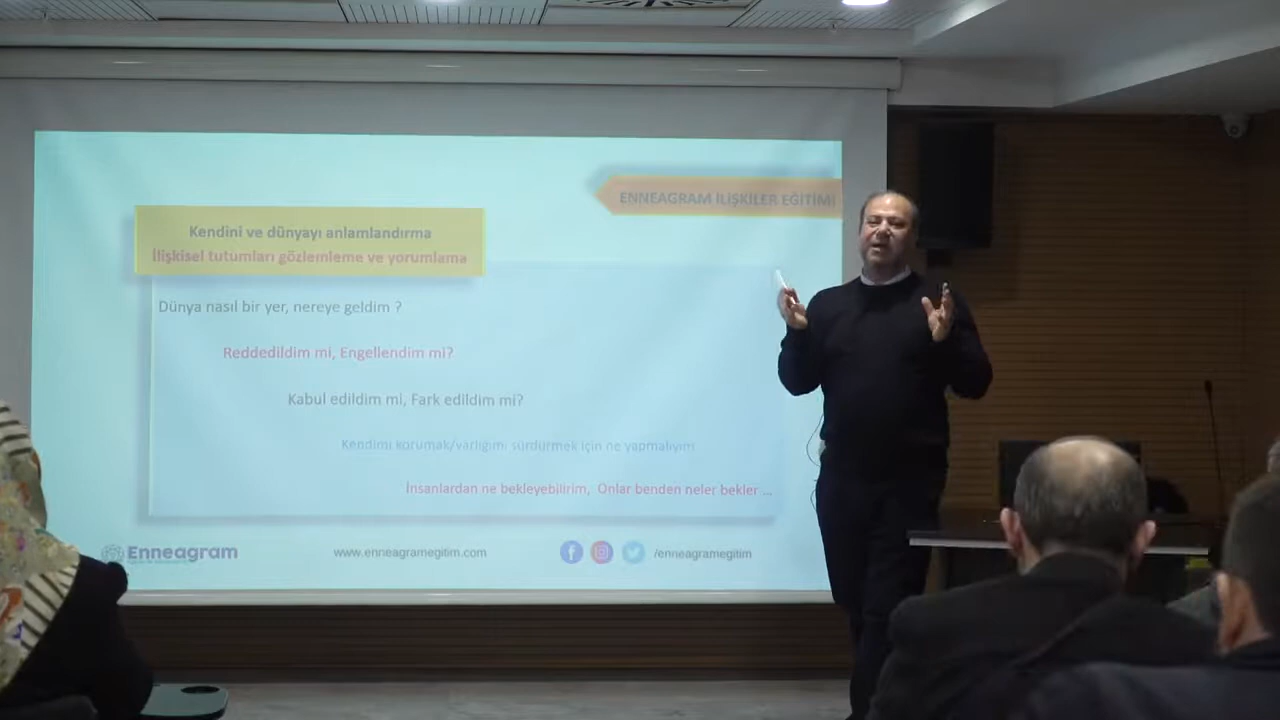 ENNEAGRAM İLİŞKİLER EĞİTİMİ
Kendini ve dünyayı anlamlandırma
İlişkisel tutumları gözlemleme ve yorumlama
Dünya nasıl bir yer, nereye geldim ?
Reddedildim mi, Engellendim mi?
Kabul edildim mi, Fark edildim mi?
Kendimi korumak/varlığımı sürdürmek için ne yapmalıyım
İnsanlardan ne bekleyebilirim, Onlar benden neler bekler ...
Enneagram
www.enneagramegitim.com
/enneagramegitim